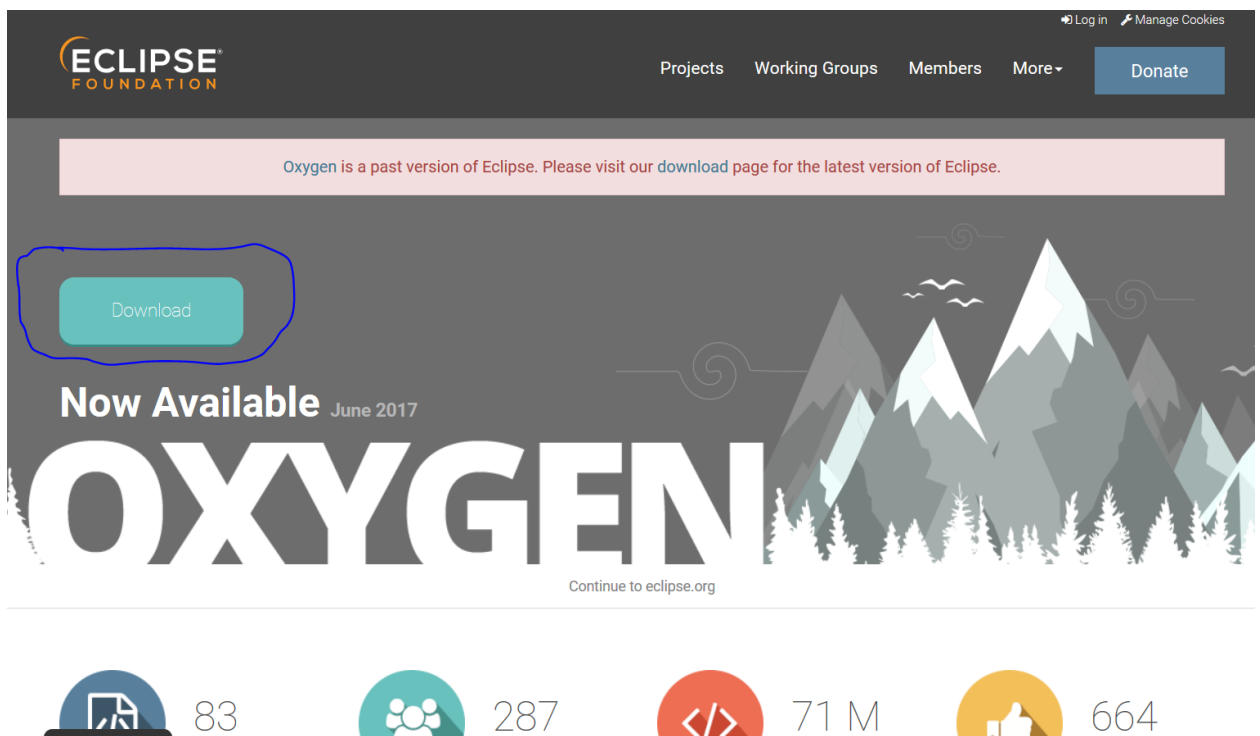 Log in Manage Cookies
ECLIPSE®
FOUNDATION
Projects Working Groups Members More Donate
Oxygen is a past version of Eclipse. Please visit our download page for the latest version of Eclipse.
Download
Now Available June 2017
OXYGEN
Continue to eclipse.org
83 287 </> 71 M 664